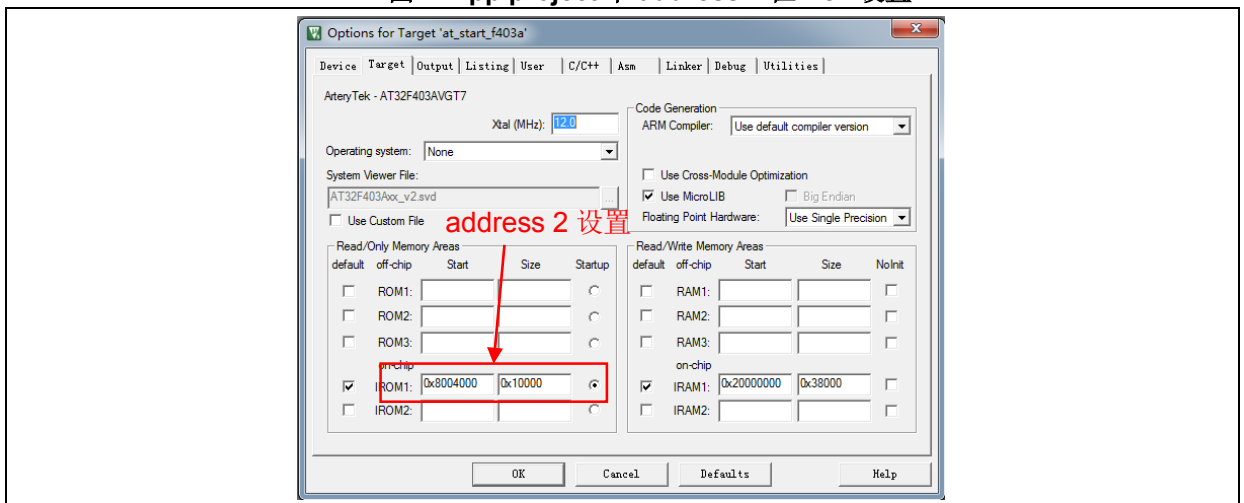 Options for Target 'at_start_f403a'
Device Target Output Listing User C/C++ Asm Linker Debug Utilities
ArteryTek - AT32F403AVGT7
Xtal (MHz): 12.0
Operating system: None
System Viewer File:
AT32F403Axx_v2.svd ...
Use Custom File
Code Generation
ARM Compiler: Use default compiler version
Use Cross-Module Optimization
Use MicroLIB Big Endian
Floating Point Hardware: Use Single Precision
address 2 设置
Read/Only Memory Areas
default off-chip Start Size Startup
ROM1:
ROM2:
ROM3:
on-chip
IROM1: 0x8004000 0x10000
IROM2:
Read/Write Memory Areas
default off-chip Start Size NoInit
RAM1:
RAM2:
RAM3:
on-chip
IRAM1: 0x20000000 0x38000
IRAM2:
OK Cancel Defaults Help